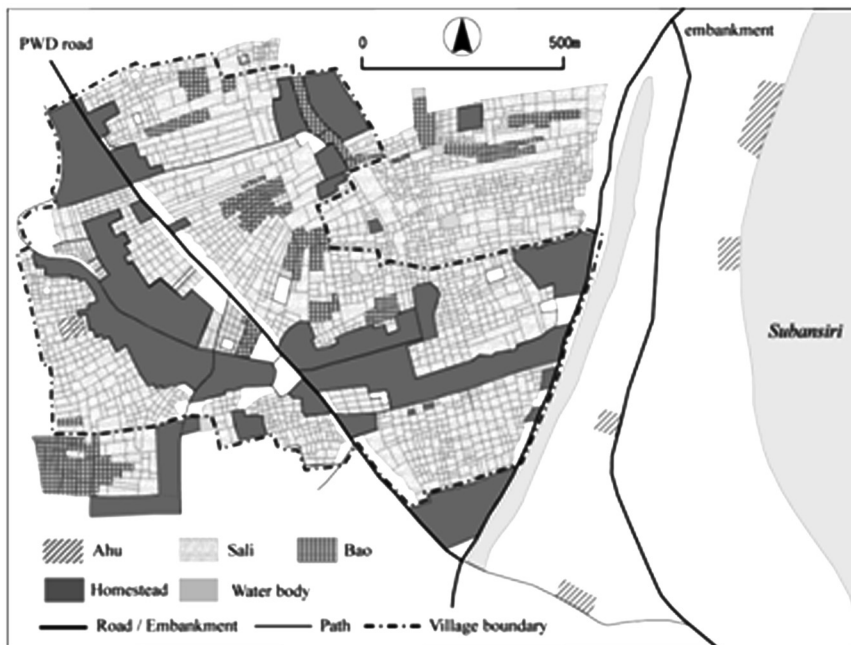 embankment
PWD road
0 500m
Subansiri
Ahu Sali Bao
Homestead Water body
Road / Embankment Path Village boundary